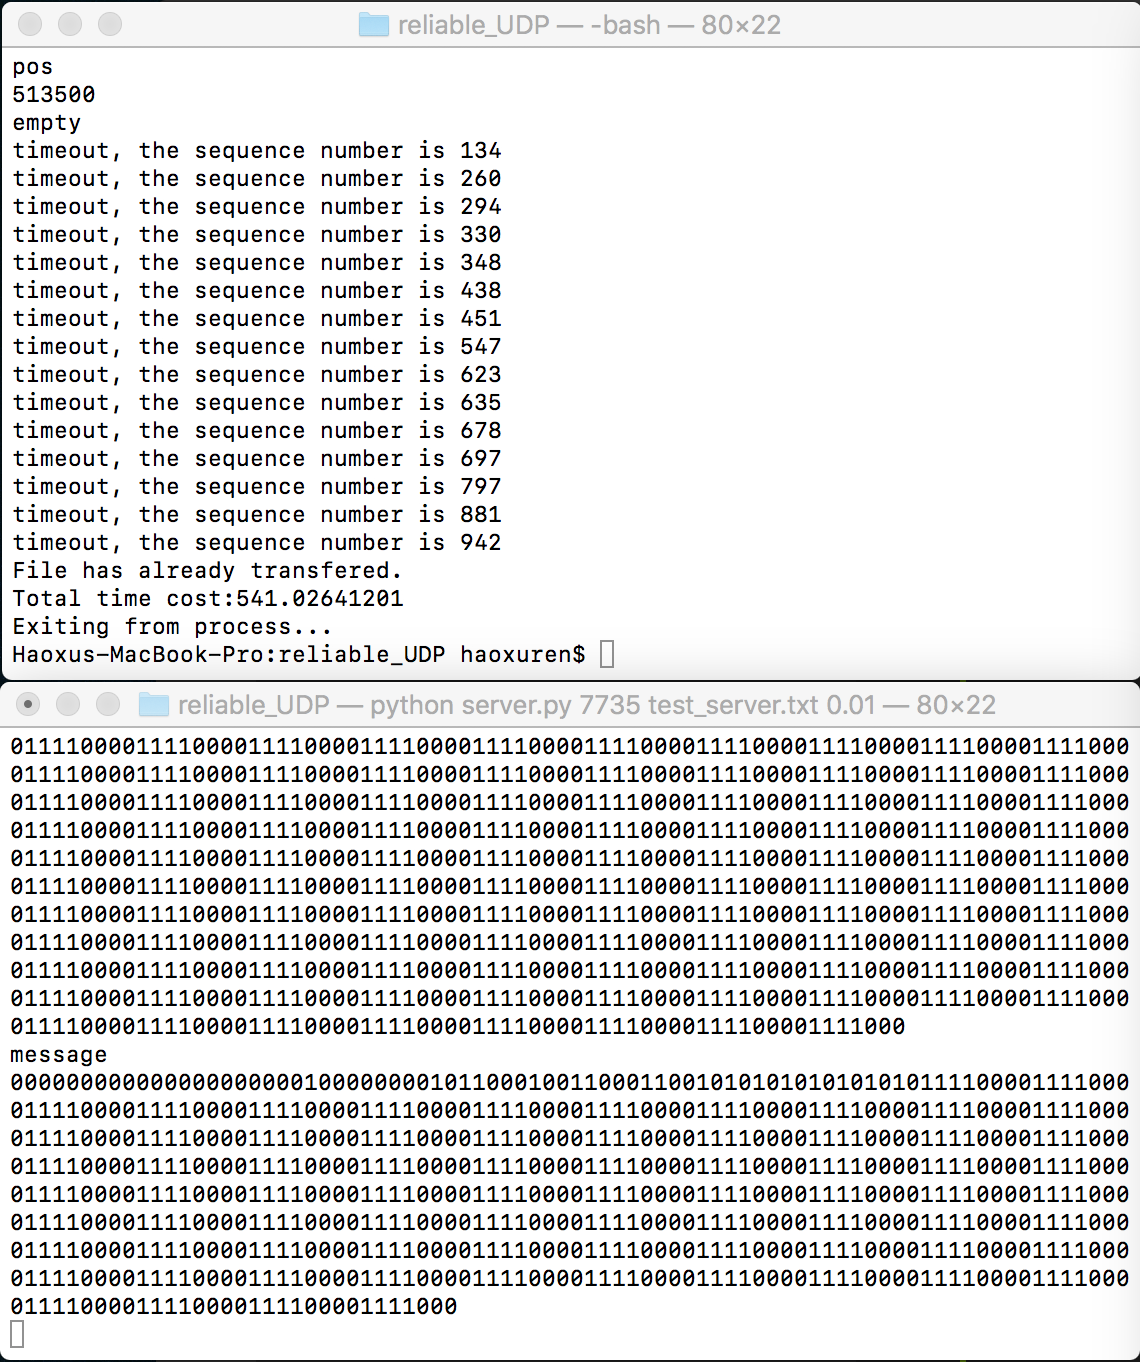 reliable_UDP — -bash — 80×22
pos
513500
empty
timeout, the sequence number is 134
timeout, the sequence number is 260
timeout, the sequence number is 294
timeout, the sequence number is 330
timeout, the sequence number is 348
timeout, the sequence number is 438
timeout, the sequence number is 451
timeout, the sequence number is 547
timeout, the sequence number is 623
timeout, the sequence number is 635
timeout, the sequence number is 678
timeout, the sequence number is 697
timeout, the sequence number is 797
timeout, the sequence number is 881
timeout, the sequence number is 942
File has already transfered.
Total time cost:541.02641201
Exiting from process...
Haoxus-MacBook-Pro:reliable_UDP haoxuren$
reliable_UDP — python server.py 7735 test_server.txt 0.01 — 80×22
01111000011110000111100001111000011110000111100001111000011110000111100001111000
01111000011110000111100001111000011110000111100001111000011110000111100001111000
01111000011110000111100001111000011110000111100001111000011110000111100001111000
01111000011110000111100001111000011110000111100001111000011110000111100001111000
01111000011110000111100001111000011110000111100001111000011110000111100001111000
01111000011110000111100001111000011110000111100001111000011110000111100001111000
01111000011110000111100001111000011110000111100001111000011110000111100001111000
01111000011110000111100001111000011110000111100001111000011110000111100001111000
01111000011110000111100001111000011110000111100001111000011110000111100001111000
01111000011110000111100001111000011110000111100001111000011110000111100001111000
0111100001111000011110000111100001111000011110000111100001111000
message
00000000000000000000010000000010110001001100011001010101010101010111100001111000
01111000011110000111100001111000011110000111100001111000011110000111100001111000
01111000011110000111100001111000011110000111100001111000011110000111100001111000
01111000011110000111100001111000011110000111100001111000011110000111100001111000
01111000011110000111100001111000011110000111100001111000011110000111100001111000
01111000011110000111100001111000011110000111100001111000011110000111100001111000
01111000011110000111100001111000011110000111100001111000011110000111100001111000
01111000011110000111100001111000011110000111100001111000011110000111100001111000
01111000011110000111100001111000